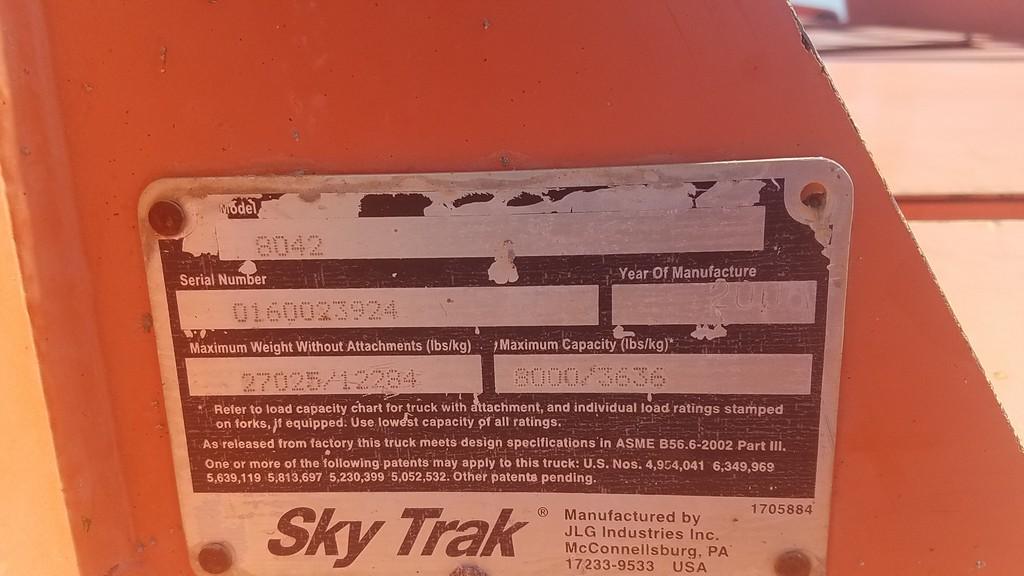 Model
8042
Serial Number
0160023924
Year Of Manufacture
Maximum Weight Without Attachments (lbs/kg)
27025/12284
Maximum Capacity (lbs/kg)*
8000/3636
Refer to load capacity chart for truck with attachment, and individual load ratings stamped
on forks, if equipped. Use lowest capacity of all ratings.
As released from factory this truck meets design specifications in ASME B56.6-2002 Part III.
One or more of the following patents may apply to this truck: U.S. Nos. 4,954,041 6,349,969
5,639,119 5,813,697 5,230,399 5,052,532. Other patents pending.
1705884
Sky Trak®
Manufactured by
JLG Industries Inc.
McConnellsburg, PA
17233-9533 USA